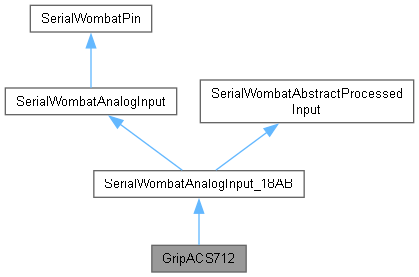 SerialWombatPin
SerialWombatAnalogInput
SerialWombatAbstractProcessed
Input
SerialWombatAnalogInput_18AB
GripACS712